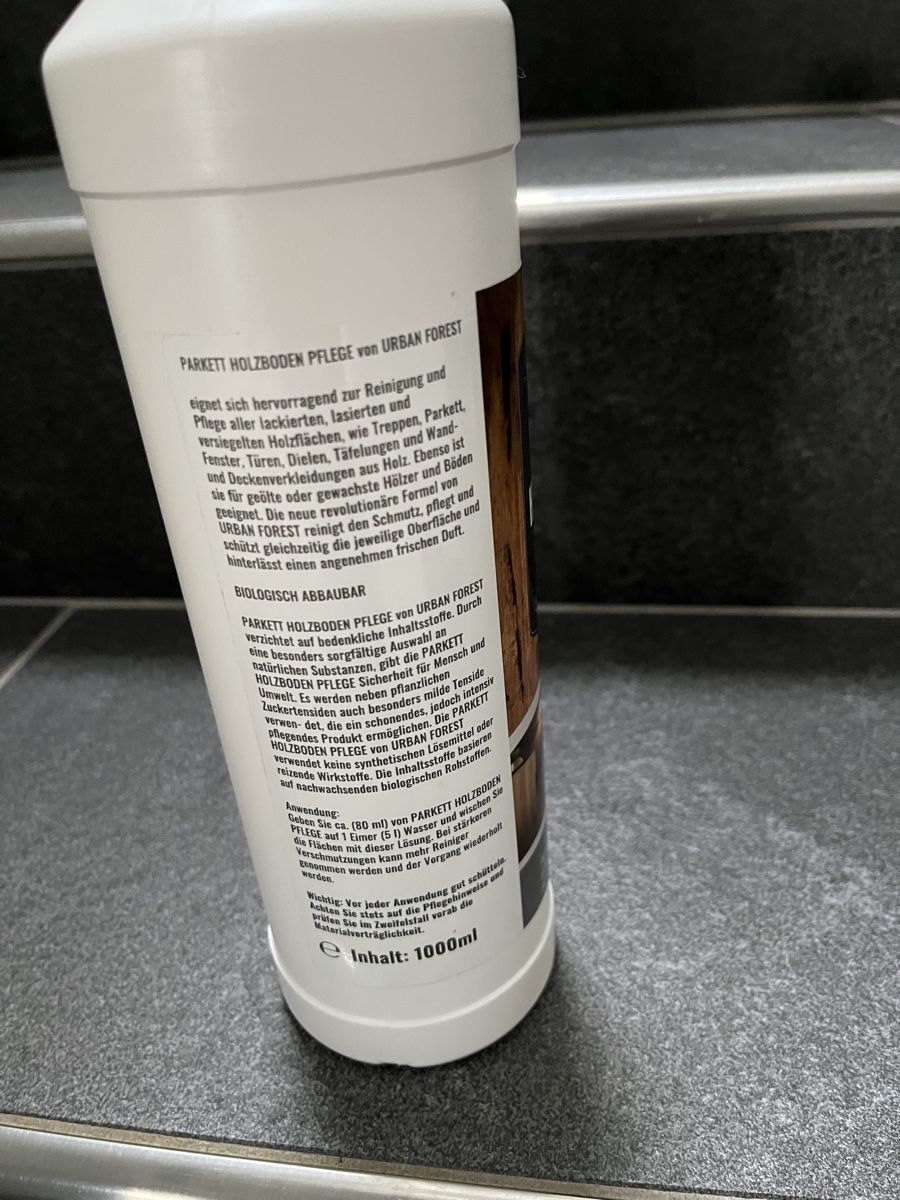 PARKETT HOLZBODEN PFLEGE von URBAN FOREST
eignet sich hervorragend zur Reinigung und
Pflege aller lackierten, lasierten und
versiegelten Holzflächen, wie Treppen, Parkett,
Fenster, Türen, Dielen, Täfelungen und Wand-
und Deckenverkleidungen aus Holz. Ebenso ist
sie für geölte oder gewachste Hölzer und Böden
geeignet. Die neue revolutionäre Formel von
URBAN FOREST reinigt den Schmutz, pflegt und
schützt gleichzeitig die jeweilige Oberfläche und
hinterlässt einen angenehmen frischen Duft.
BIOLOGISCH ABBAUBAR
PARKETT HOLZBODEN PFLEGE von URBAN FOREST
verzichtet auf bedenkliche Inhaltsstoffe. Durch
eine besonders sorgfältige Auswahl an
natürlichen Substanzen, gibt die PARKETT
HOLZBODEN PFLEGE Sicherheit für Mensch und
Umwelt. Es werden neben pflanzlichen
Zuckertensiden auch besonders milde Tenside
verwen- det, die ein schonendes, jedoch intensiv
pflegendes Produkt ermöglichen. Die PARKETT
HOLZBODEN PFLEGE von URBAN FOREST
verwendet keine synthetischen Lösemittel oder
reizende Wirkstoffe. Die Inhaltsstoffe basieren
auf nachwachsenden biologischen Rohstoffen.
Anwendung:
Geben Sie ca. (80 ml) von PARKETT HOLZBODEN
PFLEGE auf 1 Eimer (5 l) Wasser und wischen Sie
die Flächen mit dieser Lösung. Bei stärkeren
Verschmutzungen kann mehr Reiniger
genommen werden und der Vorgang wiederholt
werden.
Wichtig: Vor jeder Anwendung gut schütteln.
Achten Sie stets auf die Pflegehinweise und
prüfen Sie im Zweifelsfall vorab die
Materialverträglichkeit.
℮ Inhalt: 1000ml